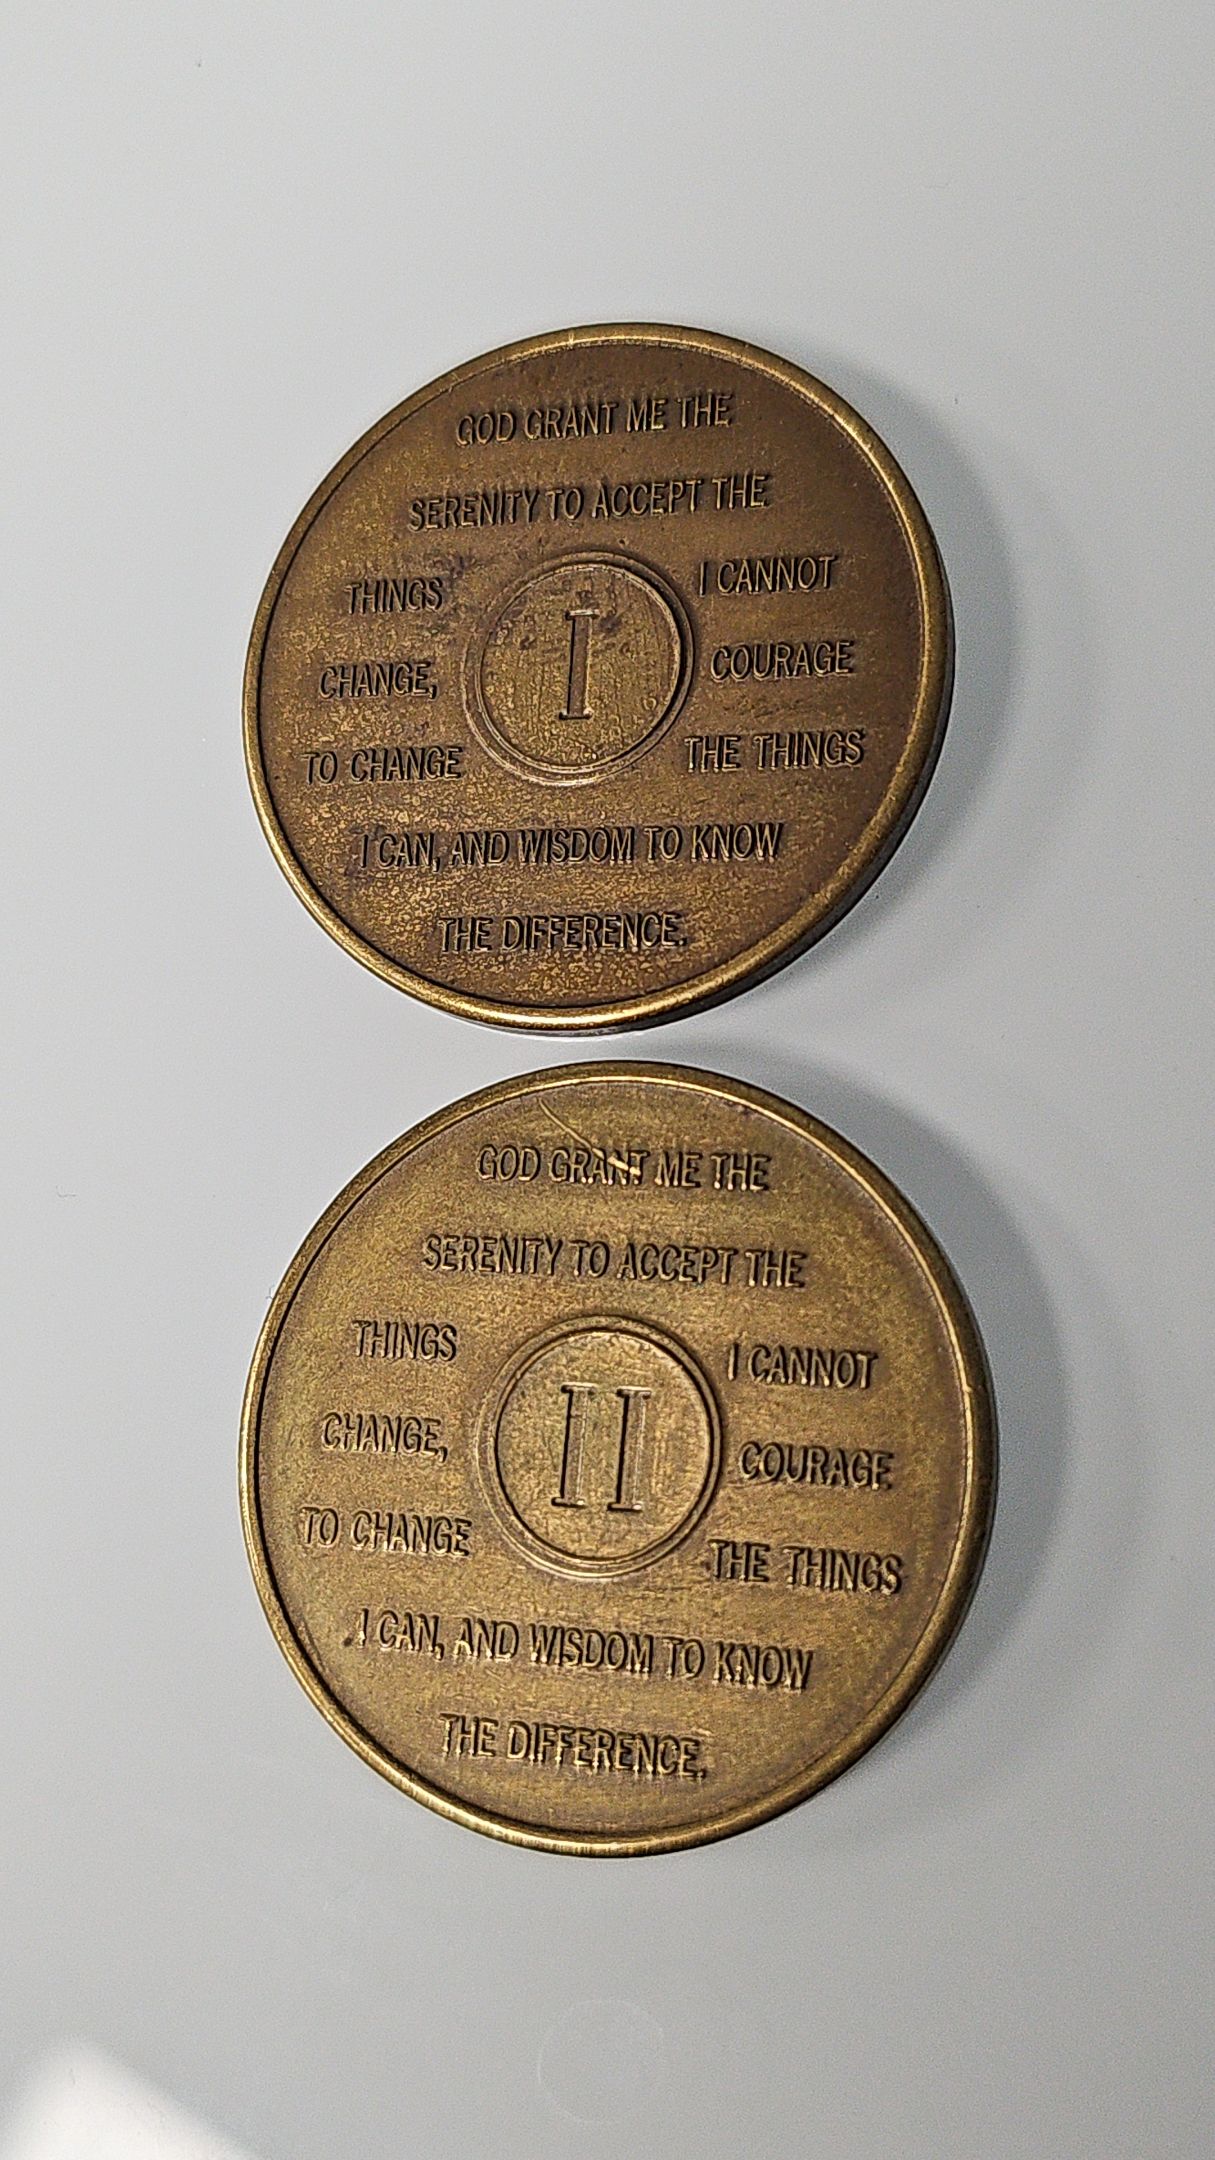 GOD GRANT ME THE
SERENITY TO ACCEPT THE
THINGS I CANNOT
CHANGE, COURAGE
I
TO CHANGE THE THINGS
I CAN, AND WISDOM TO KNOW
THE DIFFERENCE.
GOD GRANT ME THE
SERENITY TO ACCEPT THE
THINGS I CANNOT
CHANGE, COURAGE
II
TO CHANGE THE THINGS
I CAN, AND WISDOM TO KNOW
THE DIFFERENCE.